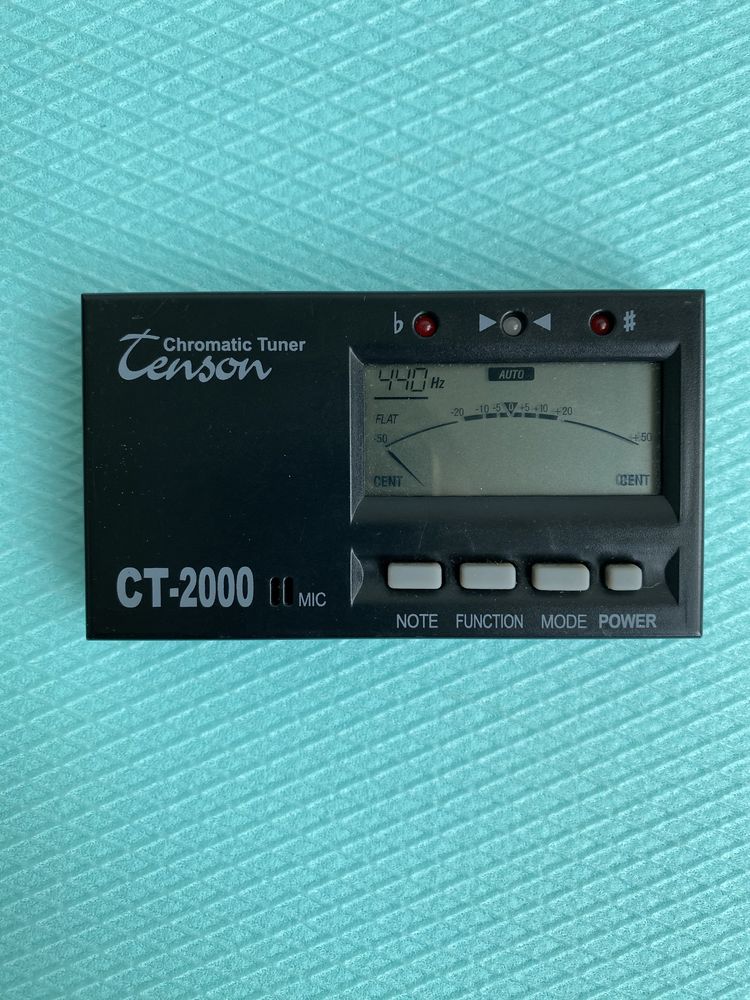 ♭ ▶ ◀ ♯
Chromatic Tuner
Tenson
440 Hz AUTO
-20 -10 -5 0 +5 +10 +20
FLAT
-50 +50
CENT CENT
CT-2000 MIC
NOTE FUNCTION MODE POWER